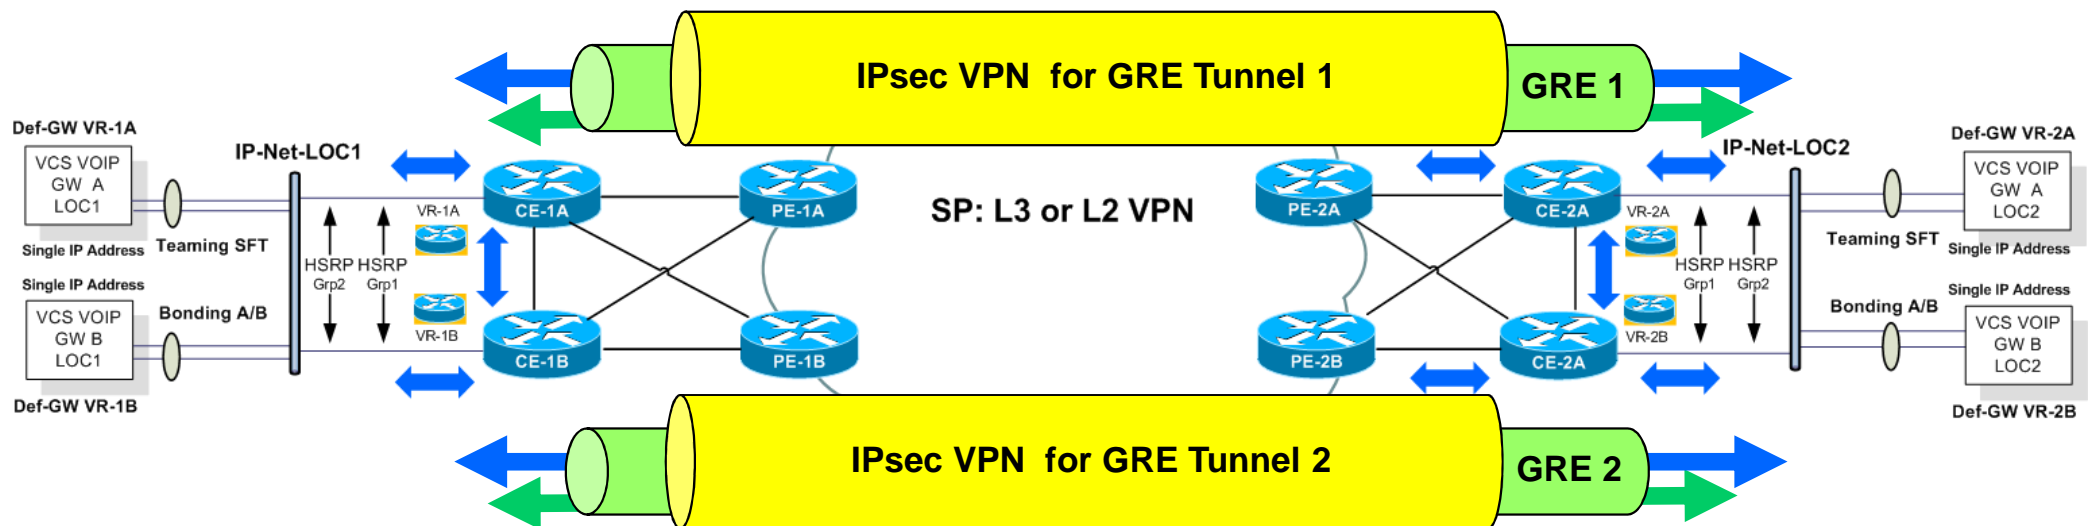 IPsec VPN  for GRE Tunnel 1
GRE 1
Def-GW VR-1A
VCS VOIP
GW  A
LOC1
Single IP Address
Teaming SFT
IP-Net-LOC1
HSRP
Grp2
HSRP
Grp1
VR-1A
CE-1A
PE-1A
SP: L3 or L2 VPN
PE-2A
CE-2A
VR-2A
IP-Net-LOC2
HSRP
Grp1
HSRP
Grp2
Teaming SFT
Def-GW VR-2A
VCS VOIP
GW  A
LOC2
Single IP Address
Single IP Address
VCS VOIP
GW B
LOC1
Def-GW VR-1B
Bonding A/B
VR-1B
CE-1B
PE-1B
PE-2B
CE-2A
VR-2B
Bonding A/B
Single IP Address
VCS VOIP
GW B
LOC2
Def-GW VR-2B
IPsec VPN  for GRE Tunnel 2
GRE 2